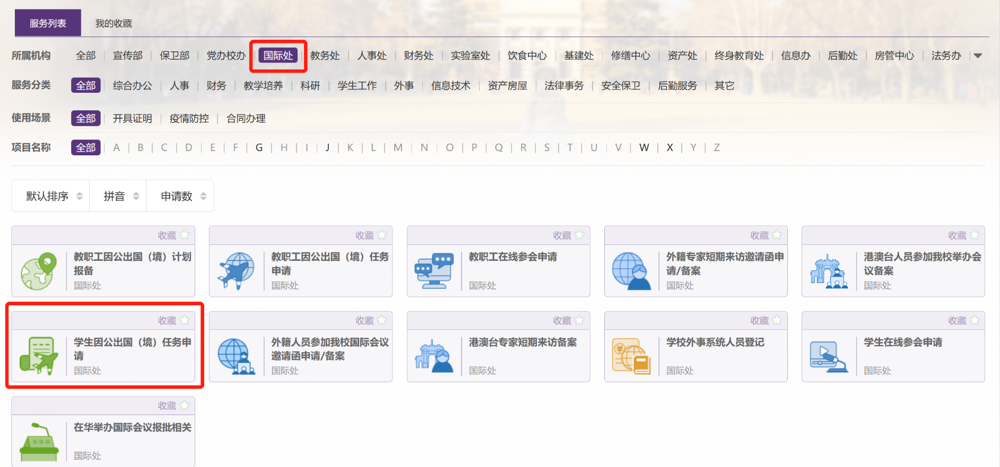 服务列表 我的收藏
所属机构 全部 宣传部 保卫部 党办校办 国际处 教务处 人事处 财务处 实验室处 饮食中心 基建处 修缮中心 资产处 终身教育处 信息办 后勤处 房管中心 法务办
服务分类 全部 综合办公 人事 财务 教学培养 科研 学生工作 外事 信息技术 资产房屋 法律事务 安全保卫 后勤服务 其它
使用场景 全部 开具证明 疫情防控 合同办理
项目名称 全部 A B C D E F G H I J K L M N O P Q R S T U V W X Y Z
默认排序 拼音 申请数
收藏
教职工因公出国（境）计划
报备
国际处
收藏
教职工因公出国（境）任务
申请
国际处
收藏
教职工在线参会申请
国际处
收藏
外籍专家短期来访邀请函申
请/备案
国际处
收藏
港澳台人员参加我校举办会
议备案
国际处
收藏
学生因公出国（境）任务申
请
国际处
收藏
外籍人员参加我校国际会议
邀请函申请/备案
国际处
收藏
港澳台专家短期来访备案
国际处
收藏
学校外事系统人员登记
国际处
收藏
学生在线参会申请
国际处
收藏
在华举办国际会议报批相关
国际处